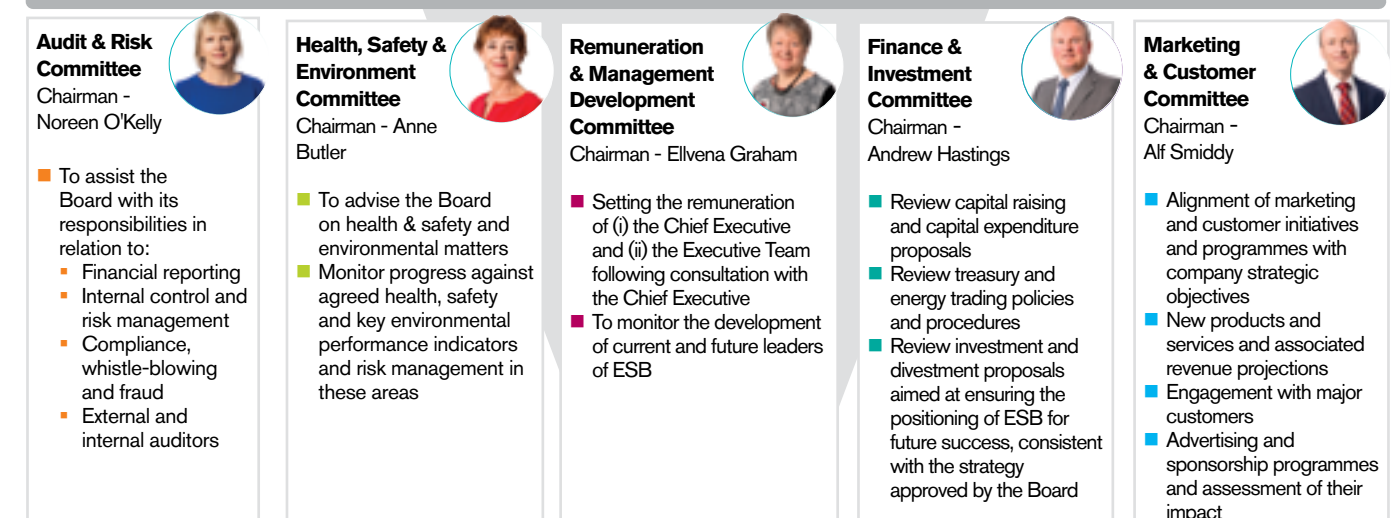 Audit & Risk
Committee
Chairman -
Noreen O'Kelly
To assist the
Board with its
responsibilities in
relation to:
Financial reporting
Internal control and
risk management
Compliance,
whistle-blowing
and fraud
External and
internal auditors
Health, Safety &
Environment
Committee
Chairman - Anne
Butler
To advise the Board
on health & safety and
environmental matters
Monitor progress against
agreed health, safety
and key environmental
performance indicators
and risk management in
these areas
Remuneration
& Management
Development
Committee
Chairman - Ellvena Graham
Setting the remuneration
of (i) the Chief Executive
and (ii) the Executive Team
following consultation with
the Chief Executive
To monitor the development
of current and future leaders
of ESB
Finance &
Investment
Committee
Chairman -
Andrew Hastings
Review capital raising
and capital expenditure
proposals
Review treasury and
energy trading policies
and procedures
Review investment and
divestment proposals
aimed at ensuring the
positioning of ESB for
future success, consistent
with the strategy
approved by the Board
Marketing
& Customer
Committee
Chairman -
Alf Smiddy
Alignment of marketing
and customer initiatives
and programmes with
company strategic
objectives
New products and
services and associated
revenue projections
Engagement with major
customers
Advertising and
sponsorship programmes
and assessment of their
impact